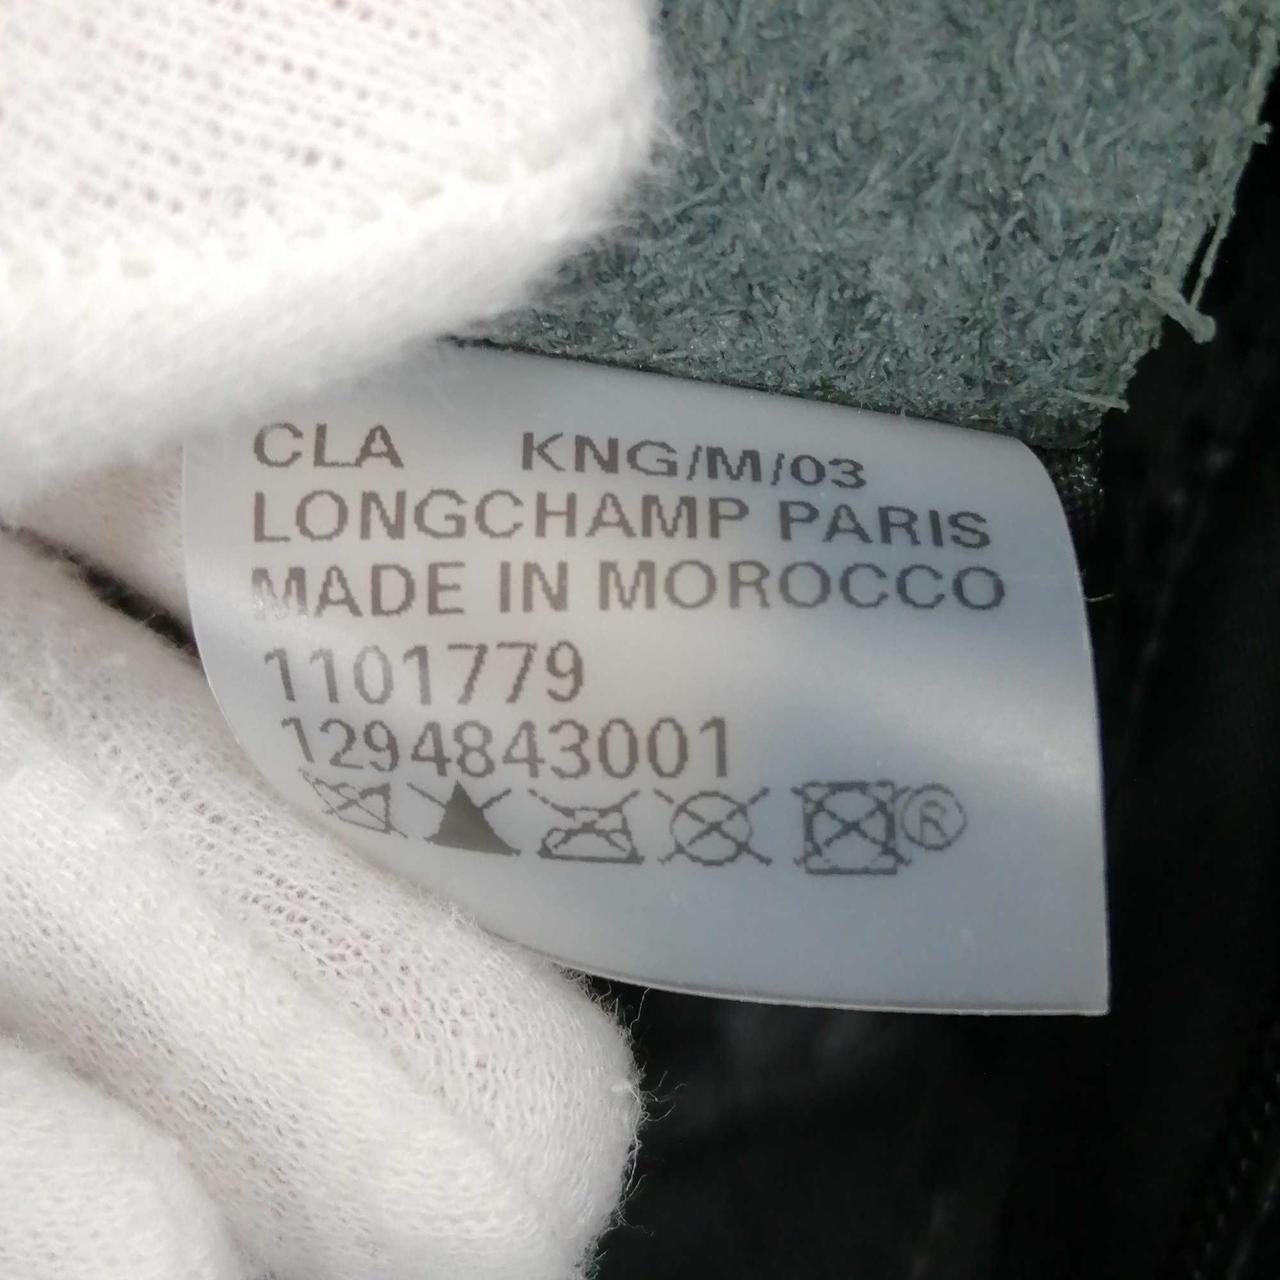 CLA KNG/M/03
LONGCHAMP PARIS
MADE IN MOROCCO
1101779
1294843001
®